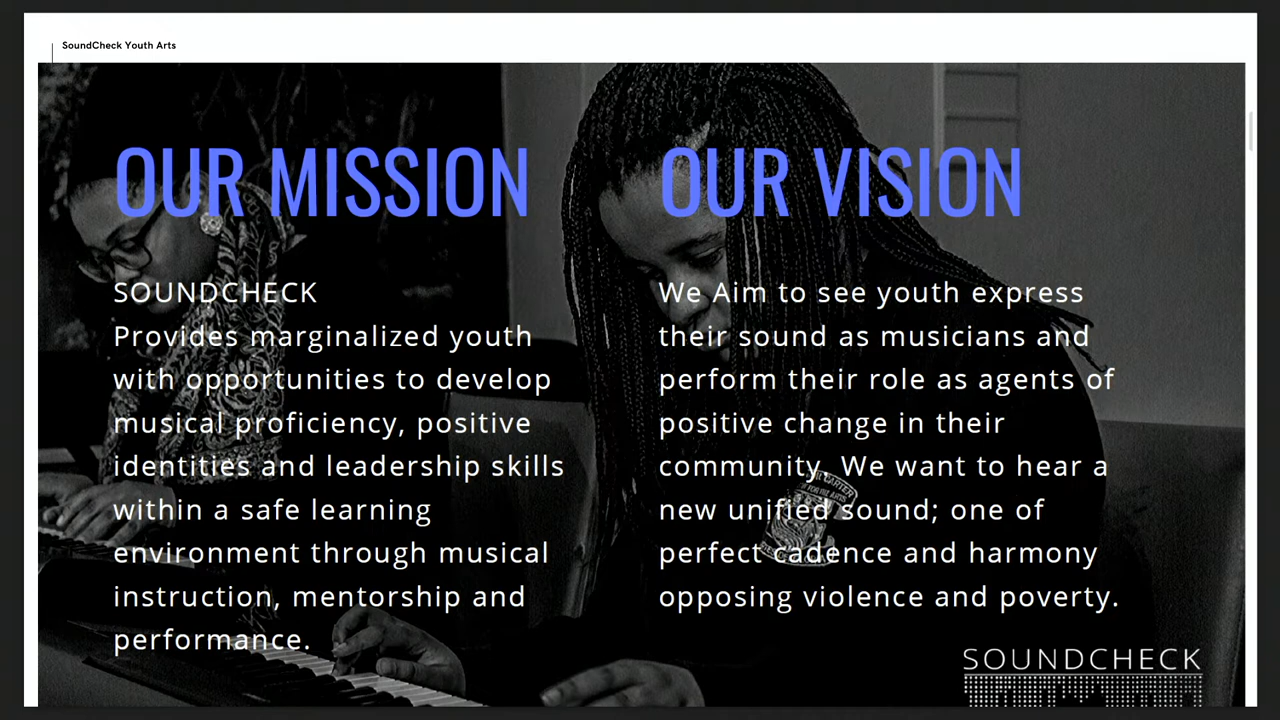 SoundCheck Youth Arts
OUR MISSION
SOUNDCHECK
Provides marginalized youth
with opportunities to develop
musical proficiency, positive
identities and leadership skills
within a safe learning
environment through musical
instruction, mentorship and
performance.
OUR VISION
We Aim to see youth express
their sound as musicians and
perform their role as agents of
positive change in their
community. We want to hear a
new unified sound; one of
perfect cadence and harmony
opposing violence and poverty.
SOUNDCHECK